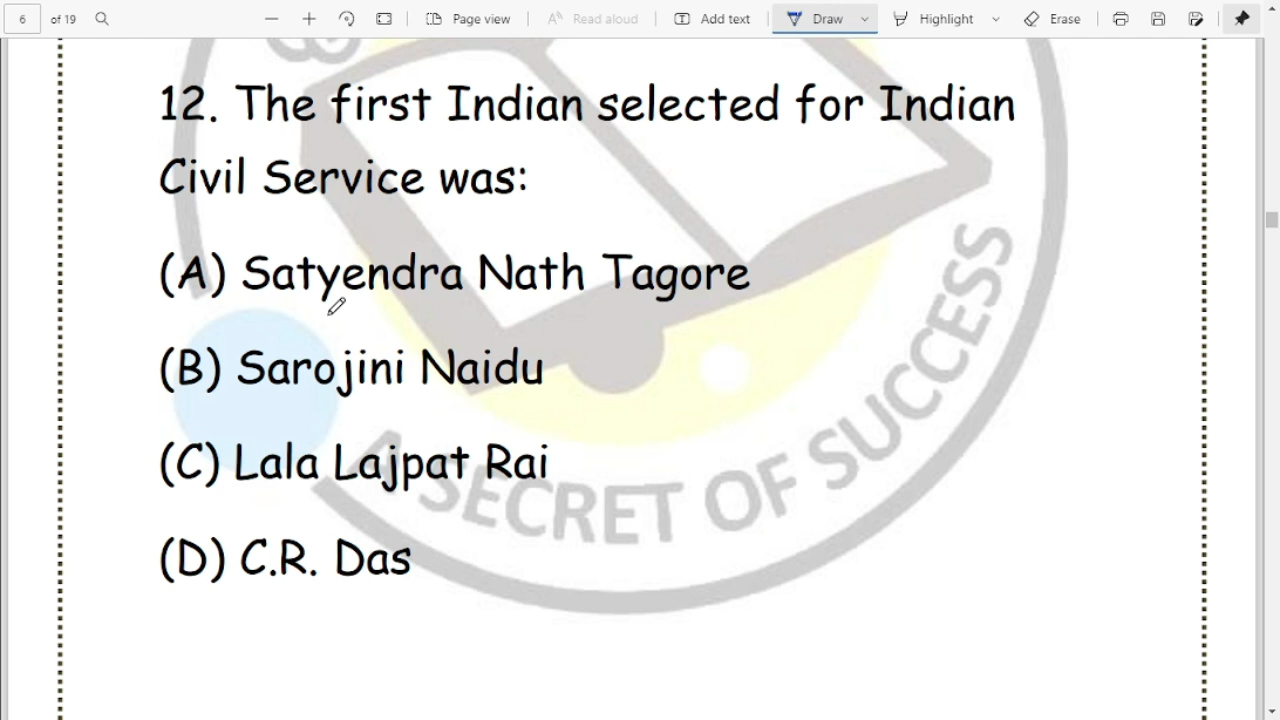 6 of 19 Page view Read aloud Add text Draw Highlight Erase
12. The first Indian selected for Indian
Civil Service was:
(A) Satyendra Nath Tagore
(B) Sarojini Naidu
(C) Lala Lajpat Rai
(D) C.R. Das
A SECRET OF SUCCESS